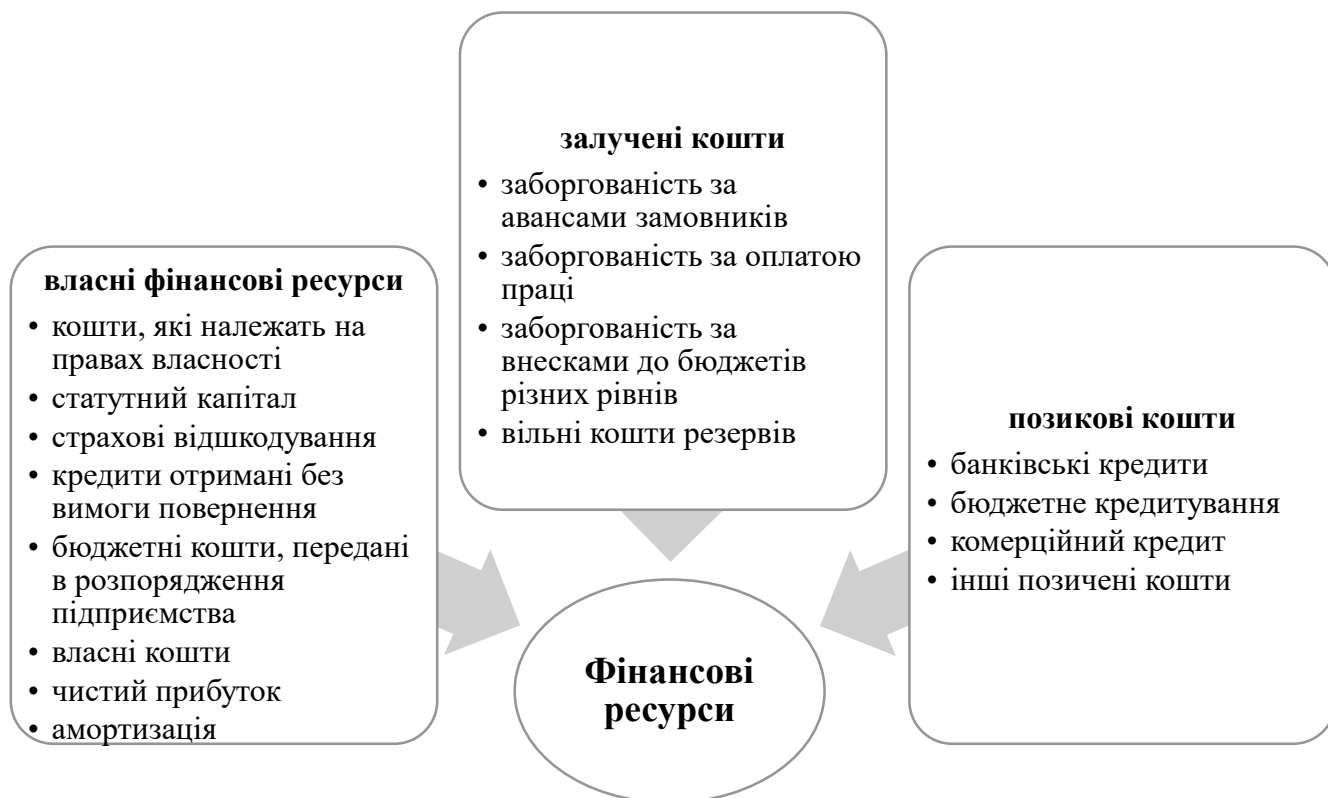 власні фінансові ресурси
• кошти, які належать на
правах власності
• статутний капітал
• страхові відшкодування
• кредити отримані без
вимоги повернення
• бюджетні кошти, передані
в розпорядження
підприємства
• власні кошти
• чистий прибуток
• амортизація
залучені кошти
• заборгованість за
авансами замовників
• заборгованість за оплатою
праці
• заборгованість за
внесками до бюджетів
різних рівнів
• вільні кошти резервів
позикові кошти
• банківські кредити
• бюджетне кредитування
• комерційний кредит
• інші позичені кошти
Фінансові
ресурси